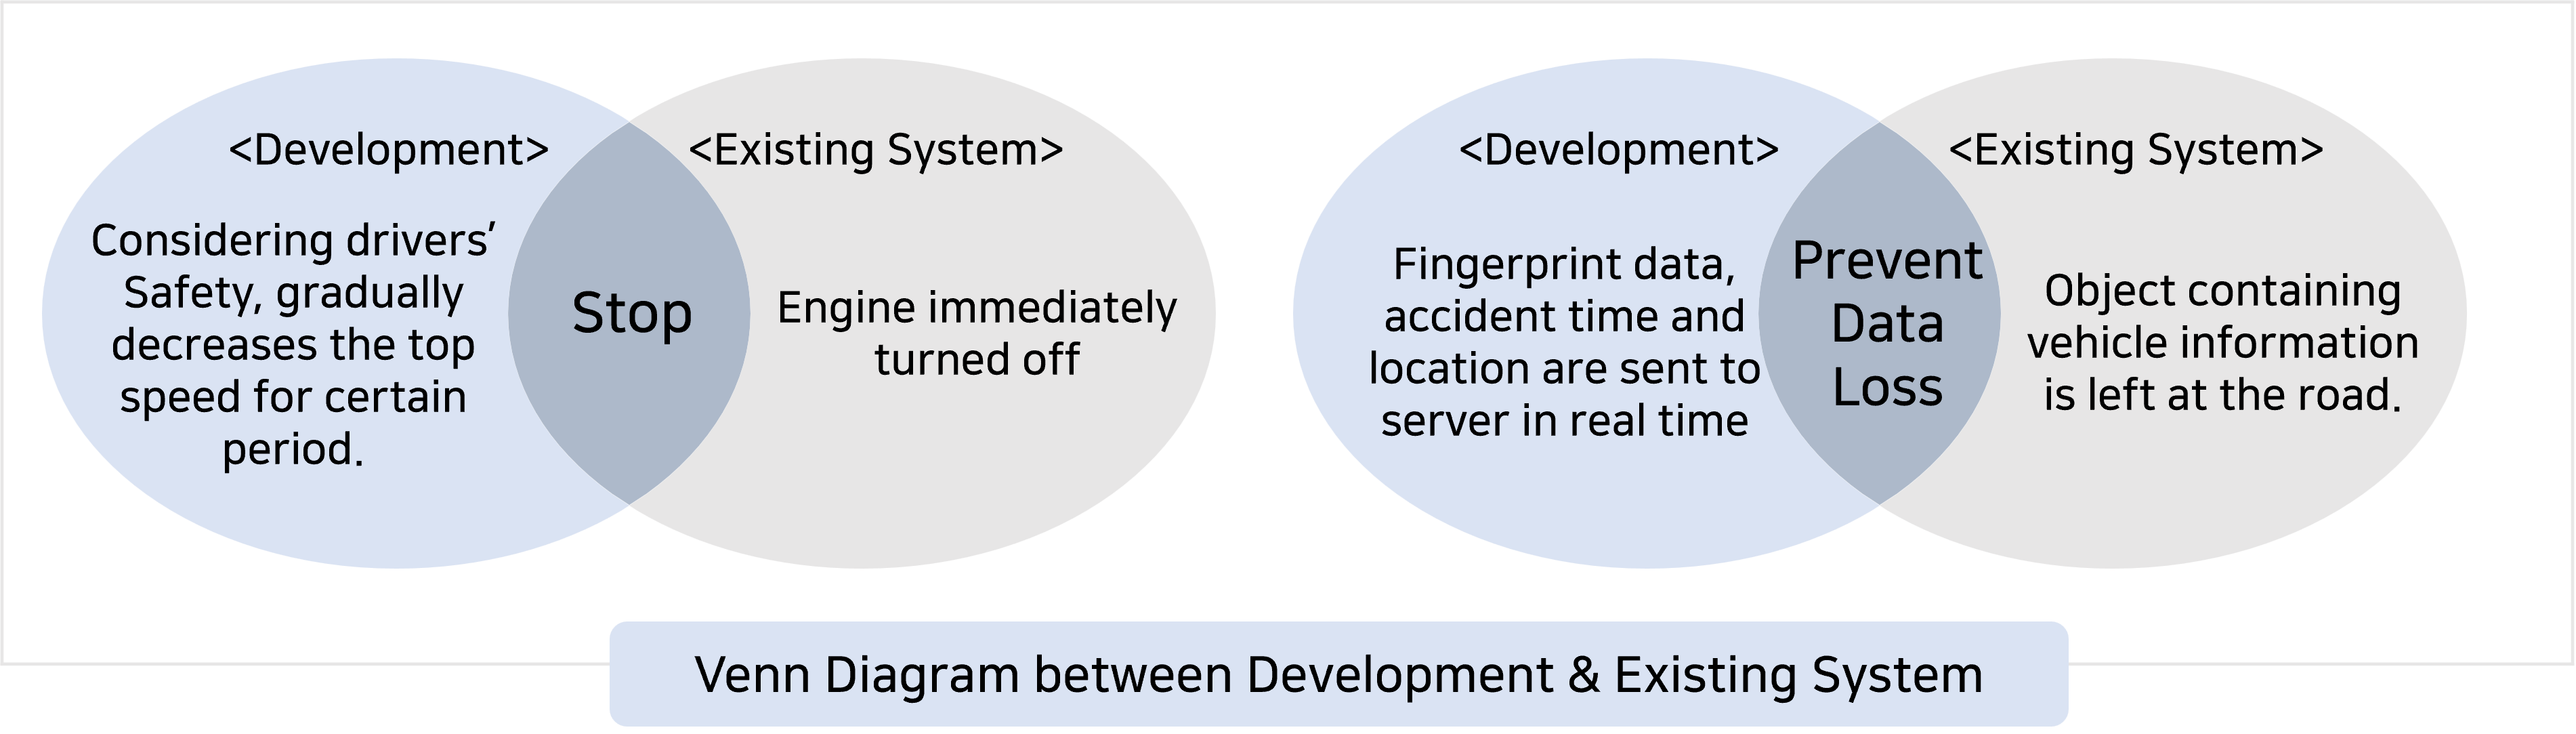 <Development>
Considering drivers’
Safety, gradually
decreases the top
speed for certain
period.
Stop
<Existing System>
Engine immediately
turned off
<Development>
Fingerprint data,
accident time and
location are sent to
server in real time
Prevent
Data
Loss
<Existing System>
Object containing
vehicle information
is left at the road.
Venn Diagram between Development & Existing System